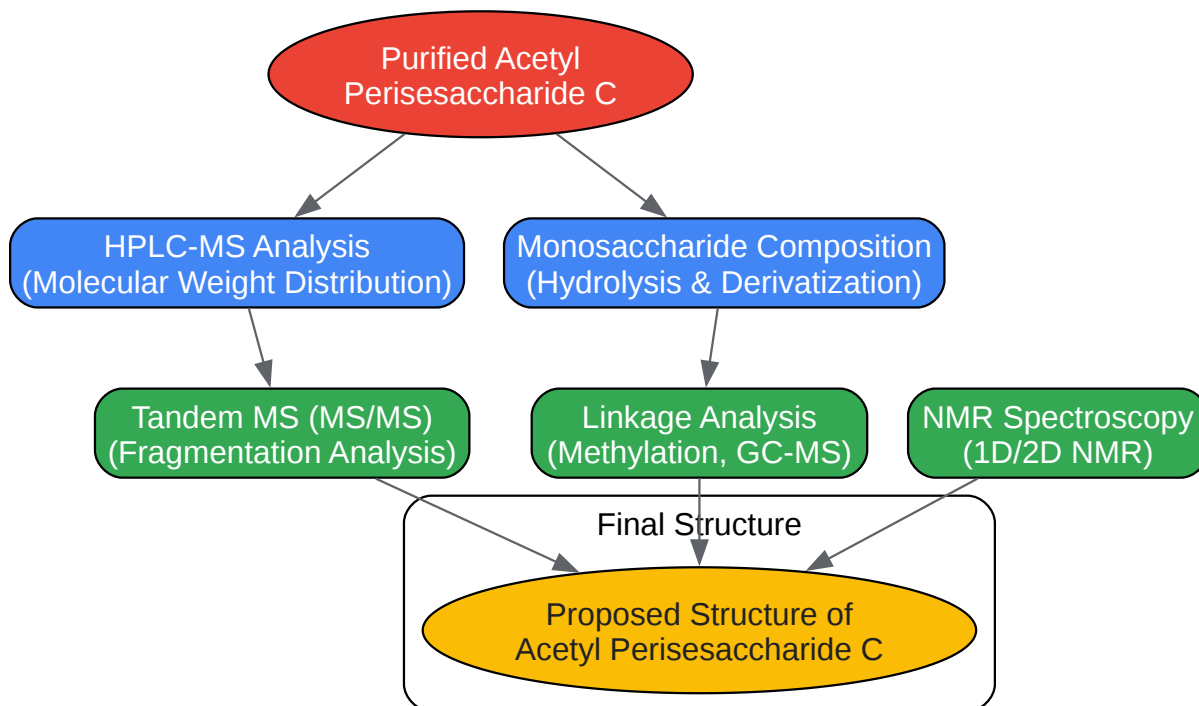 Purified Acetyl
Perisesaccharide C
HPLC-MS Analysis
(Molecular Weight Distribution)
Monosaccharide Composition
(Hydrolysis & Derivatization)
Tandem MS (MS/MS)
(Fragmentation Analysis)
Linkage Analysis
(Methylation, GC-MS)
NMR Spectroscopy
(1D/2D NMR)
Final Structure
Proposed Structure of
Acetyl Perisesaccharide C